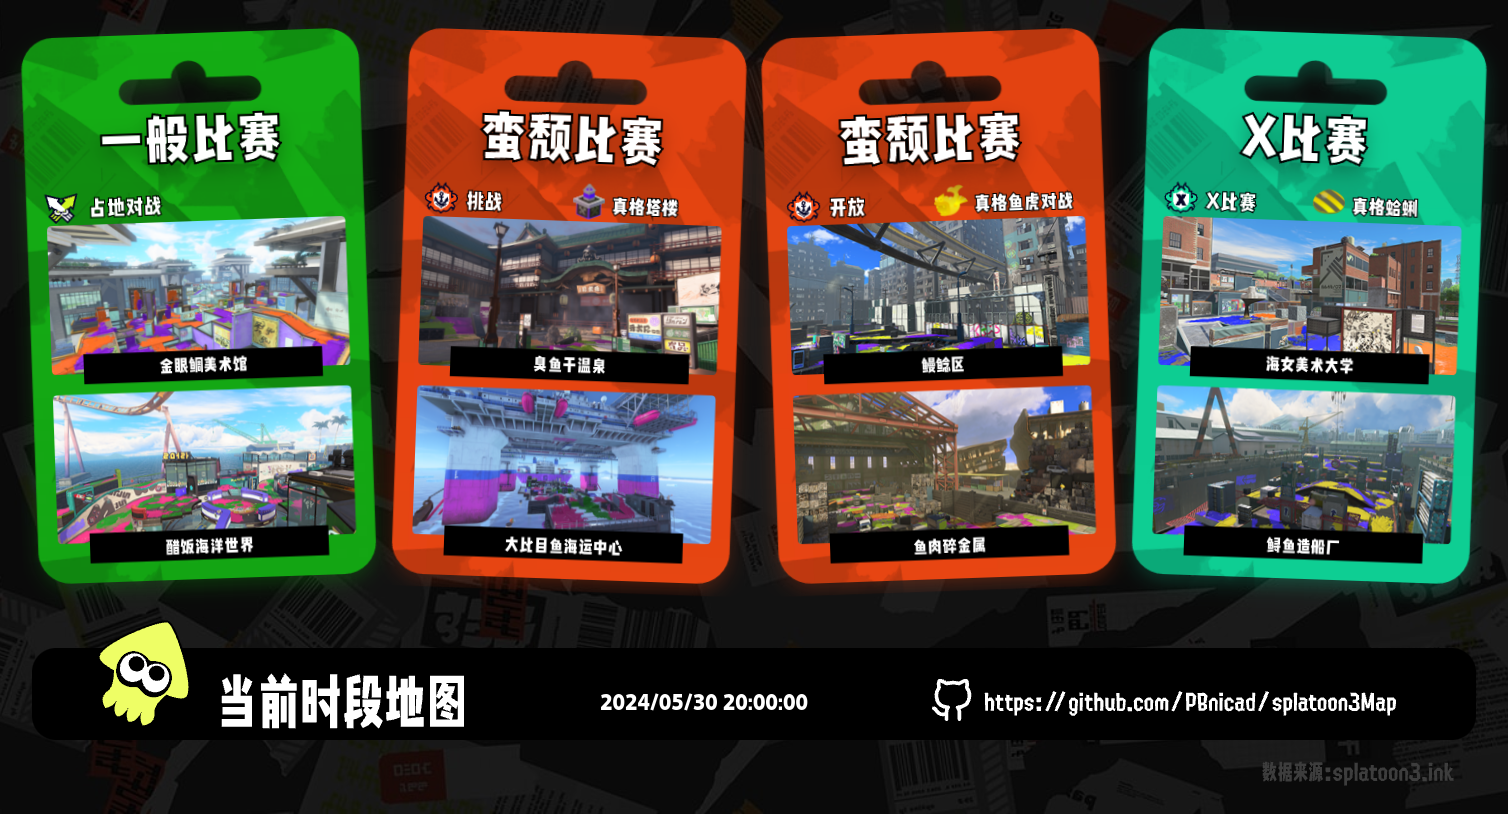 一般比赛
占地对战
金眼鲷美术馆
醋饭海洋世界
蛮颓比赛
挑战
真格塔楼
臭鱼干温泉
大比目鱼海运中心
蛮颓比赛
开放
真格鱼虎对战
鳗鲶区
鱼肉碎金属
X比赛
X比赛
真格蛤蜊
海女美术大学
鲟鱼造船厂
当前时段地图
2024/05/30 20:00:00
https://github.com/PBnicad/splatoon3Map
数据来源:splatoon3.ink